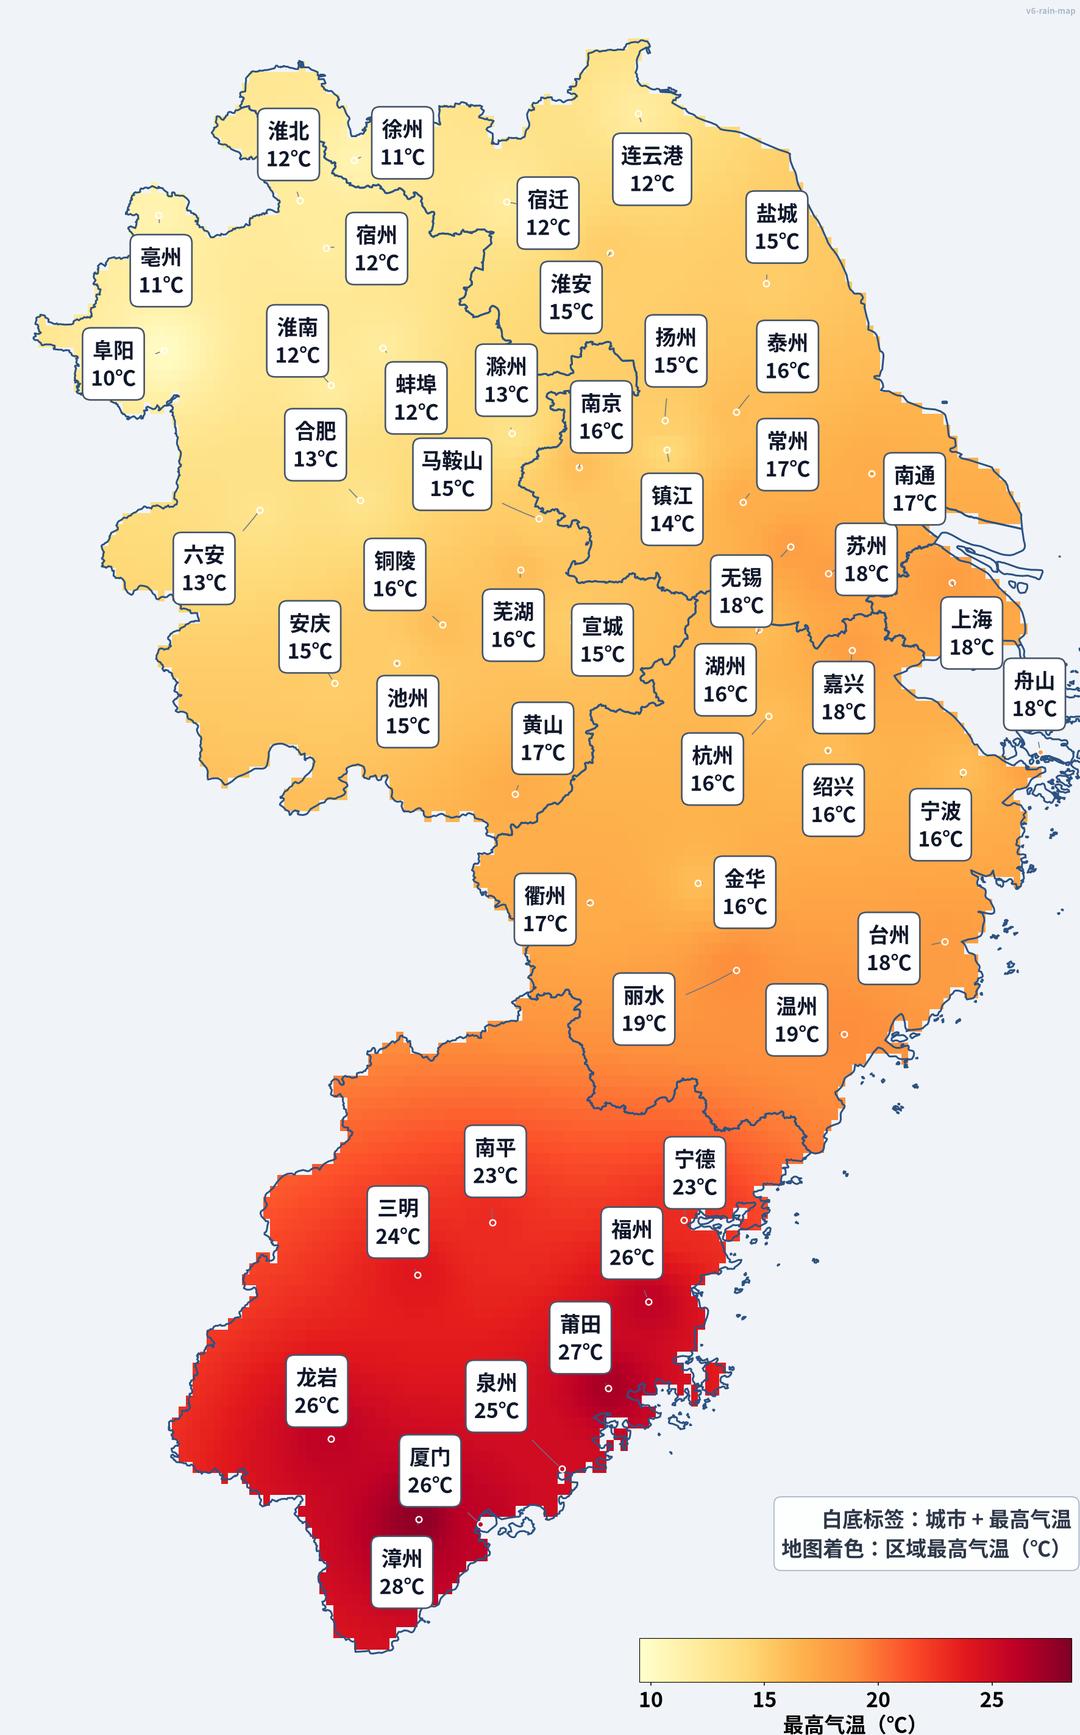 v6-rain-map
淮北
12℃
徐州
11℃
连云港
12℃
宿迁
12℃
盐城
15℃
宿州
12℃
亳州
11℃
淮安
15℃
淮南
12℃
扬州
15℃
泰州
16℃
阜阳
10℃
滁州
13℃
蚌埠
12℃
南京
16℃
合肥
13℃
常州
17℃
马鞍山
15℃
南通
17℃
镇江
14℃
六安
13℃
铜陵
16℃
苏州
18℃
无锡
18℃
芜湖
16℃
安庆
15℃
宣城
15℃
上海
18℃
湖州
16℃
嘉兴
18℃
舟山
18℃
池州
15℃
黄山
17℃
杭州
16℃
绍兴
16℃
宁波
16℃
金华
16℃
衢州
17℃
台州
18℃
丽水
19℃
温州
19℃
南平
23℃
宁德
23℃
三明
24℃
福州
26℃
莆田
27℃
龙岩
26℃
泉州
25℃
厦门
26℃
漳州
28℃
白底标签：城市 + 最高气温
地图着色：区域最高气温（℃）
10 15 20 25
最高气温（℃）